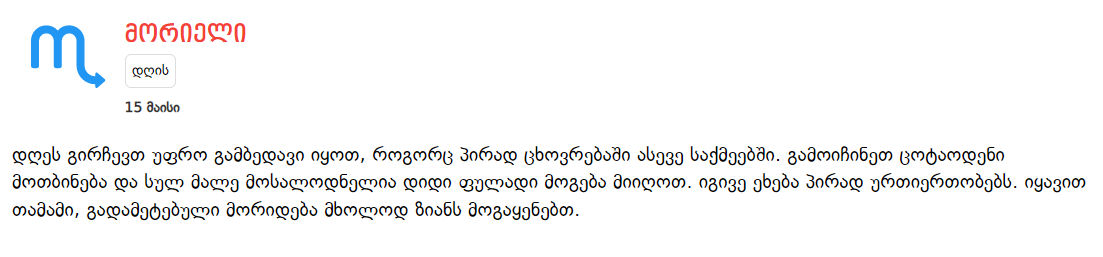 მორიელი
დღის
15 მაისი
დღეს გირჩევთ უფრო გამბედავი იყოთ, როგორც პირად ცხოვრებაში ასევე საქმეებში. გამოიჩინეთ ცოტაოდენი
მოთბინება და სულ მალე მოსალოდნელია დიდი ფულადი მოგება მიიღოთ. იგივე ეხება პირად ურთიერთობებს. იყავით
თამამი, გადამეტებული მორიდება მხოლოდ ზიანს მოგაყენებთ.